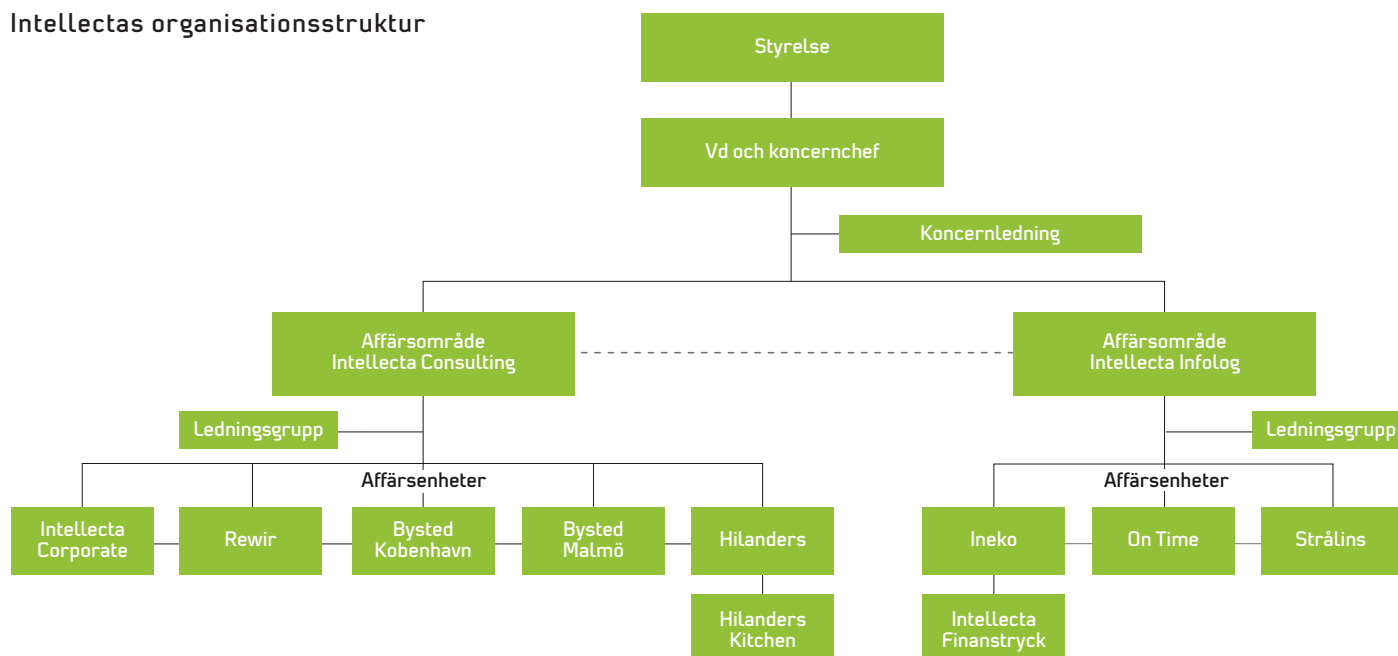 Intellectas organisationsstruktur
Styrelse
Vd och koncernchef
Koncernledning
Affärsområde
Intellecta Consulting
Affärsområde
Intellecta Infolog
Ledningsgrupp
Ledningsgrupp
Affärsenheter
Affärsenheter
Intellecta
Corporate
Rewir
Bysted
Kobenhavn
Bysted
Malmö
Hilanders
Ineko
On Time
Strålins
Hilanders
Kitchen
Intellecta
Finanstryck